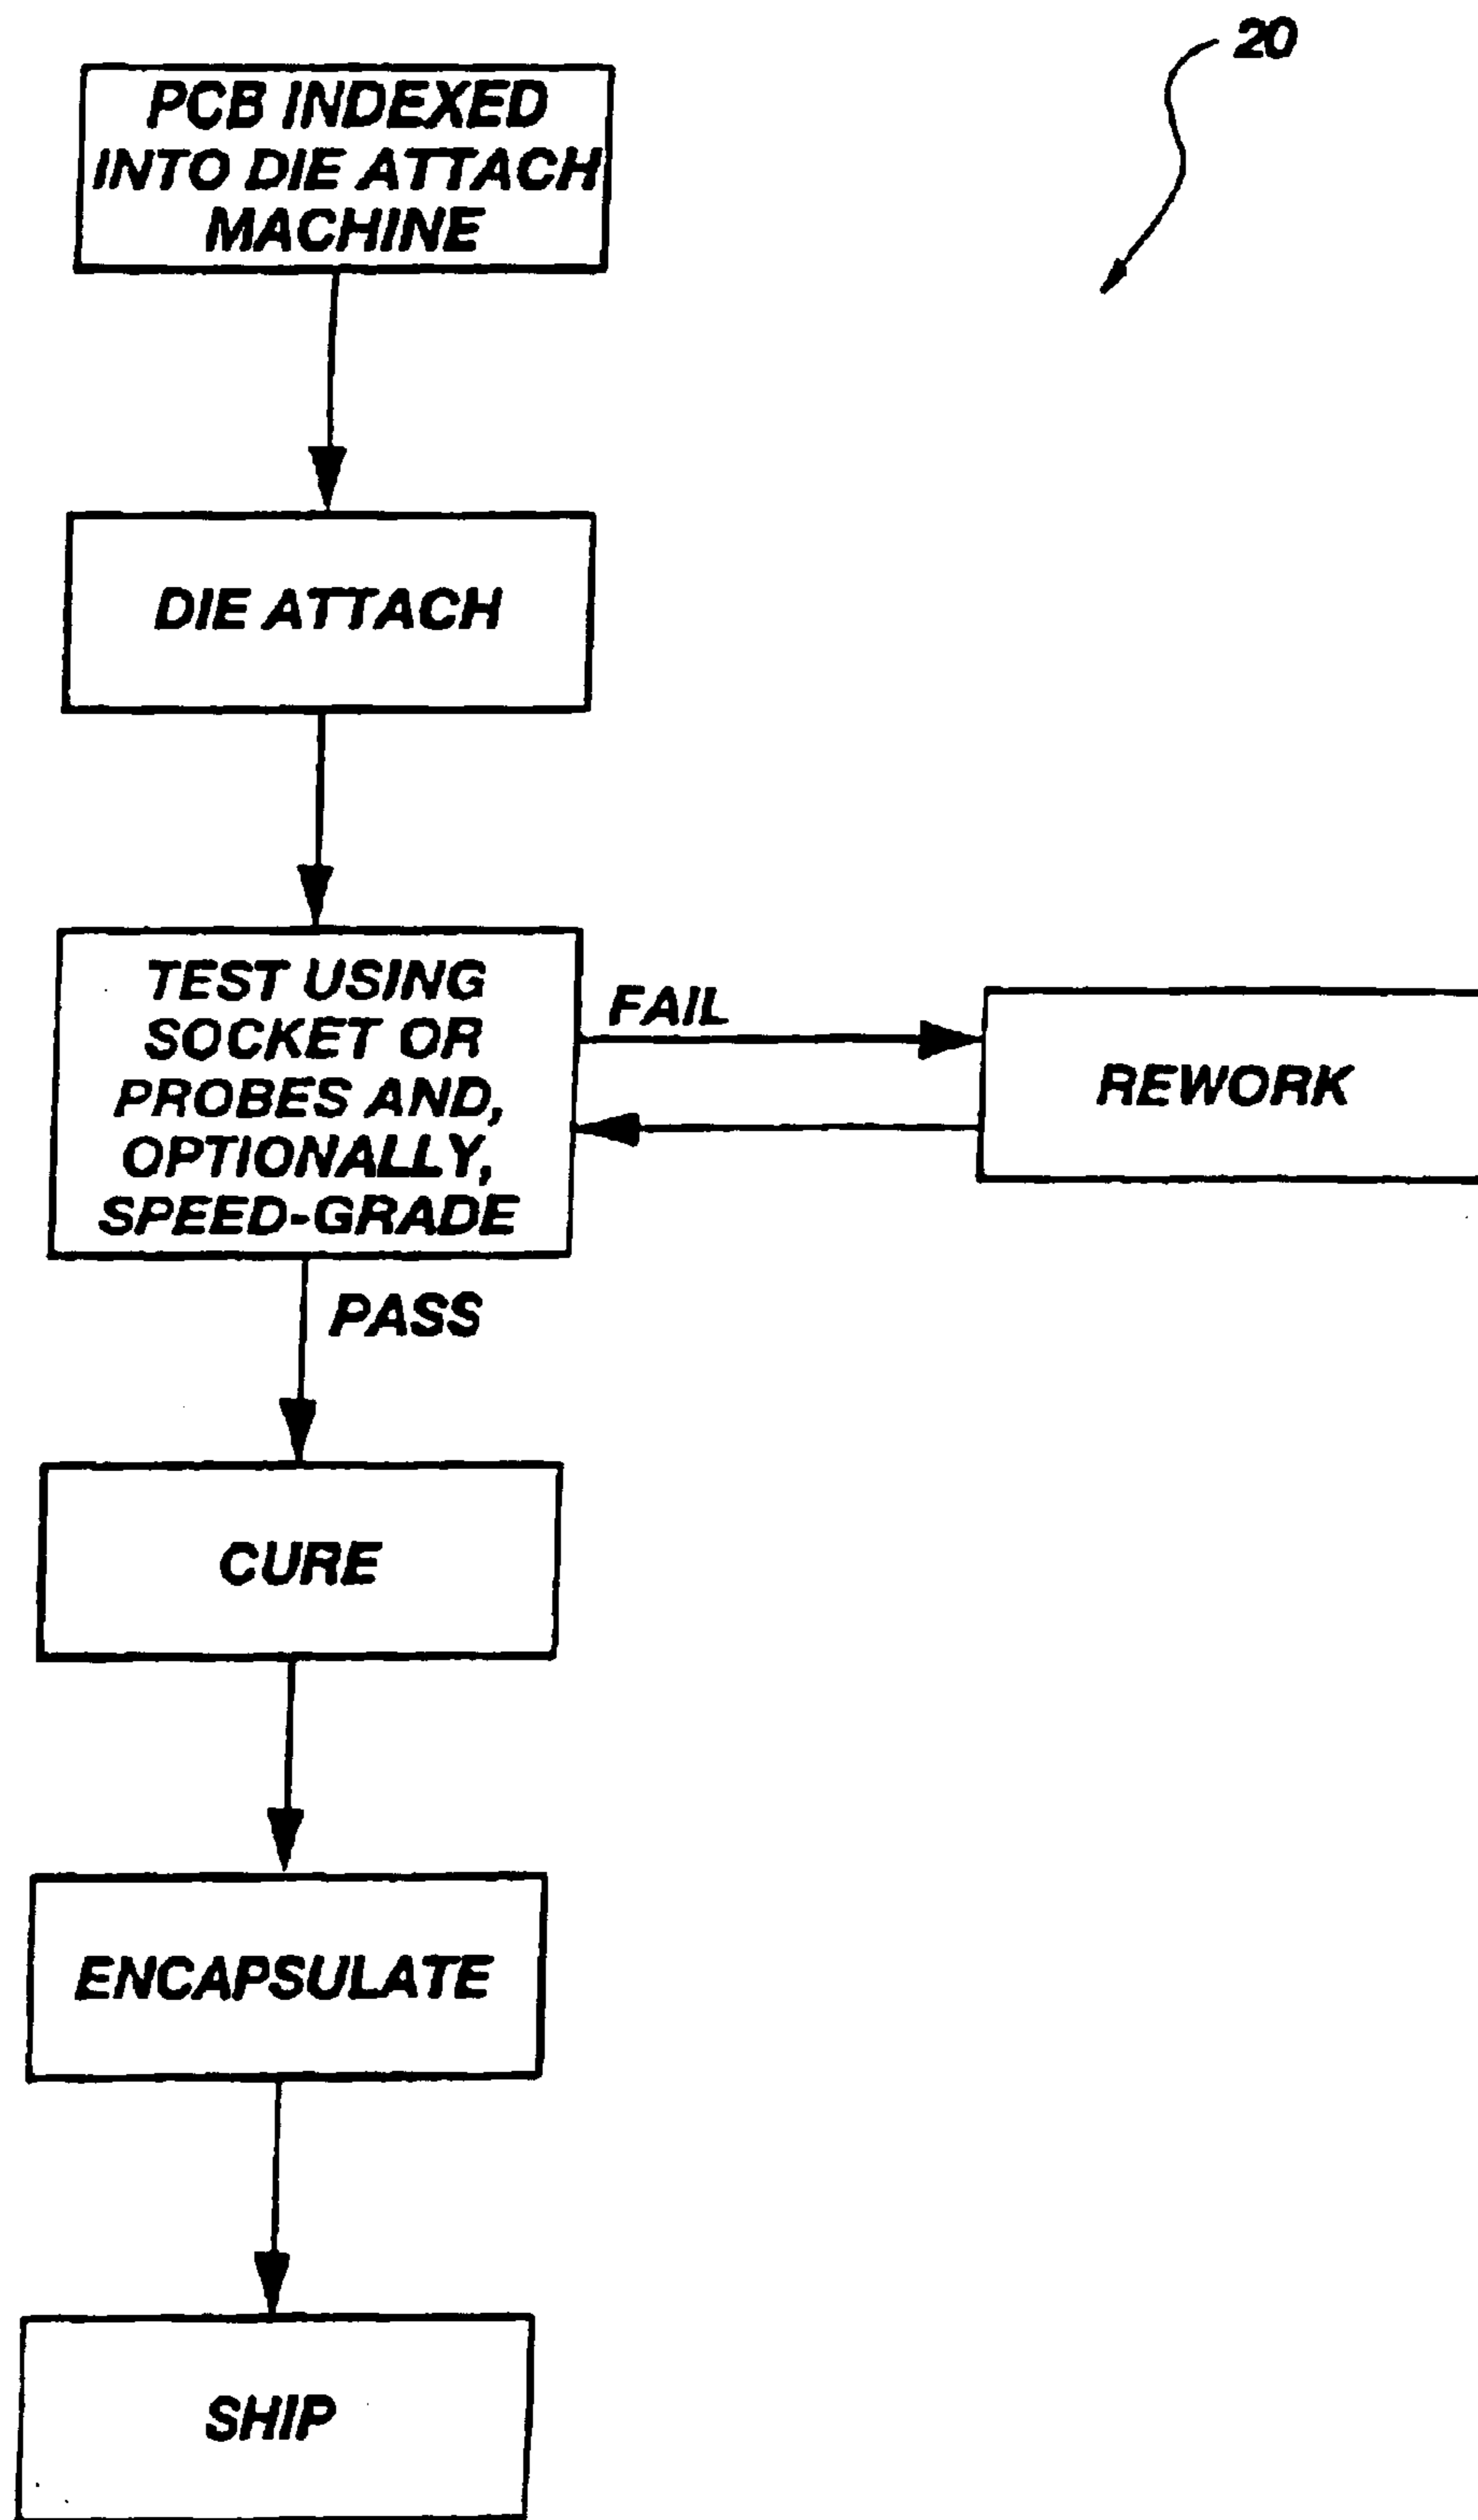 20
PCB INDEXED
INTO DIE ATTACH
MACHINE
DIE ATTACH
TEST USING
SOCKET OR
PROBES AND,
OPTIONALLY,
SPEED-GRADE
FAIL
REWORK
PASS
CURE
ENCAPSULATE
SHIP